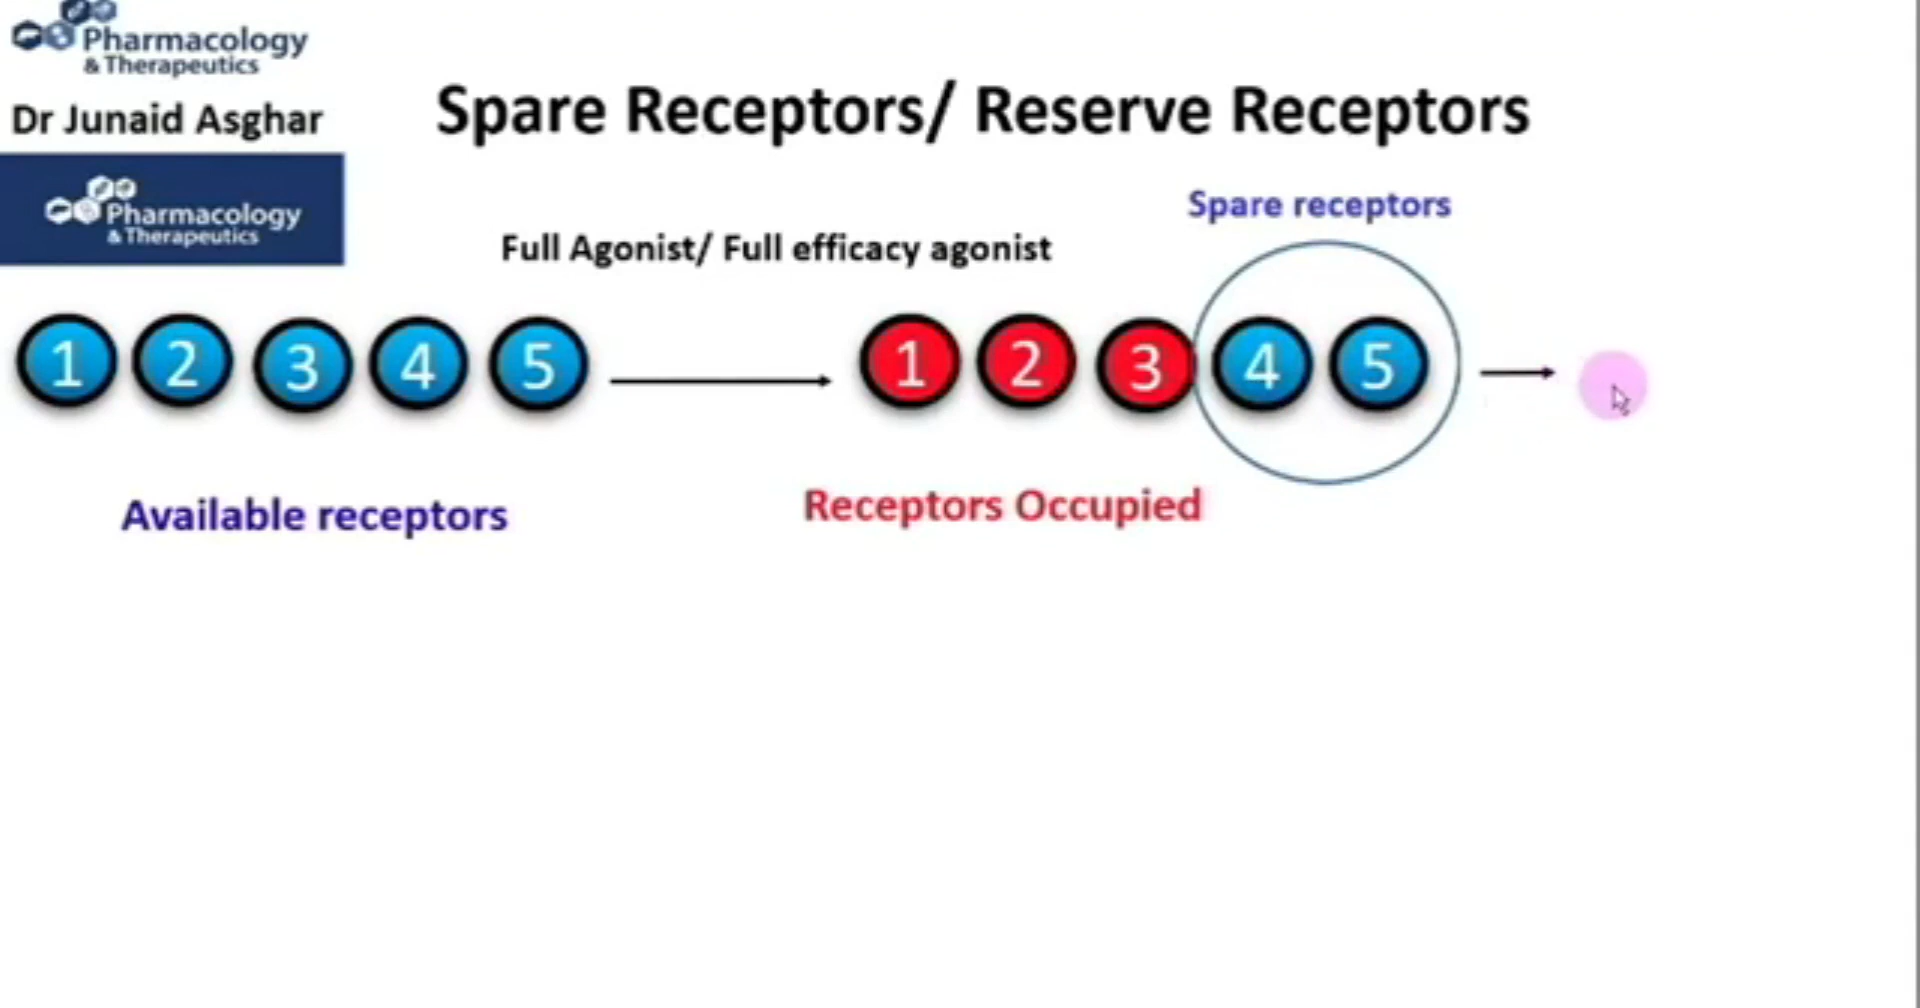 Pharmacology
& Therapeutics
Dr Junaid Asghar
Spare Receptors/ Reserve Receptors
Pharmacology
& Therapeutics
Spare receptors
Full Agonist/ Full efficacy agonist
1 2 3 4 5
1 2 3 4 5
Available receptors
Receptors Occupied